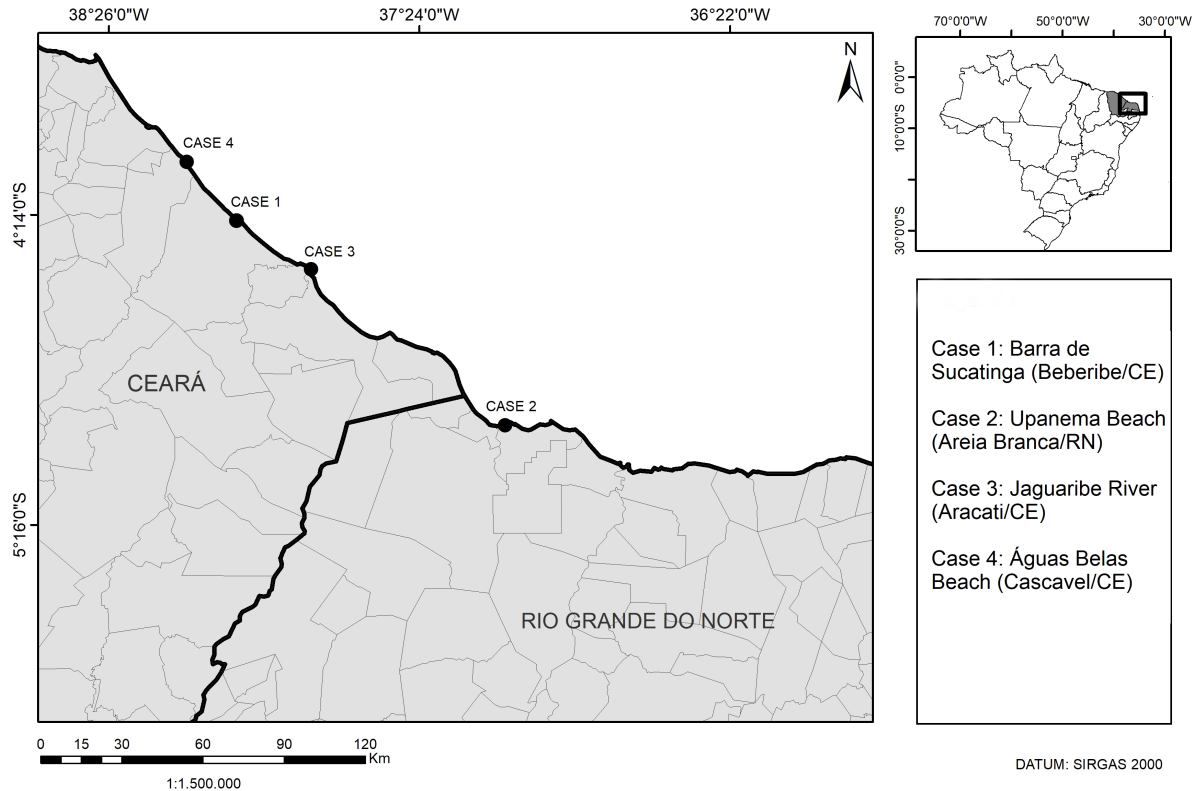 38°26'0"W 37°24'0"W 36°22'0"W
70°0'0"W 50°0'0"W 30°0'0"W
N
0°0'0"
10°0'0"S
30°0'0"S
4°14'0"S
5°16'0"S
CASE 4
CASE 1
CASE 3
CEARÁ
CASE 2
RIO GRANDE DO NORTE
Case 1: Barra de
Sucatinga (Beberibe/CE)
Case 2: Upanema Beach
(Areia Branca/RN)
Case 3: Jaguaribe River
(Aracati/CE)
Case 4: Águas Belas
Beach (Cascavel/CE)
0 15 30 60 90 120
Km
1:1.500.000
DATUM: SIRGAS 2000